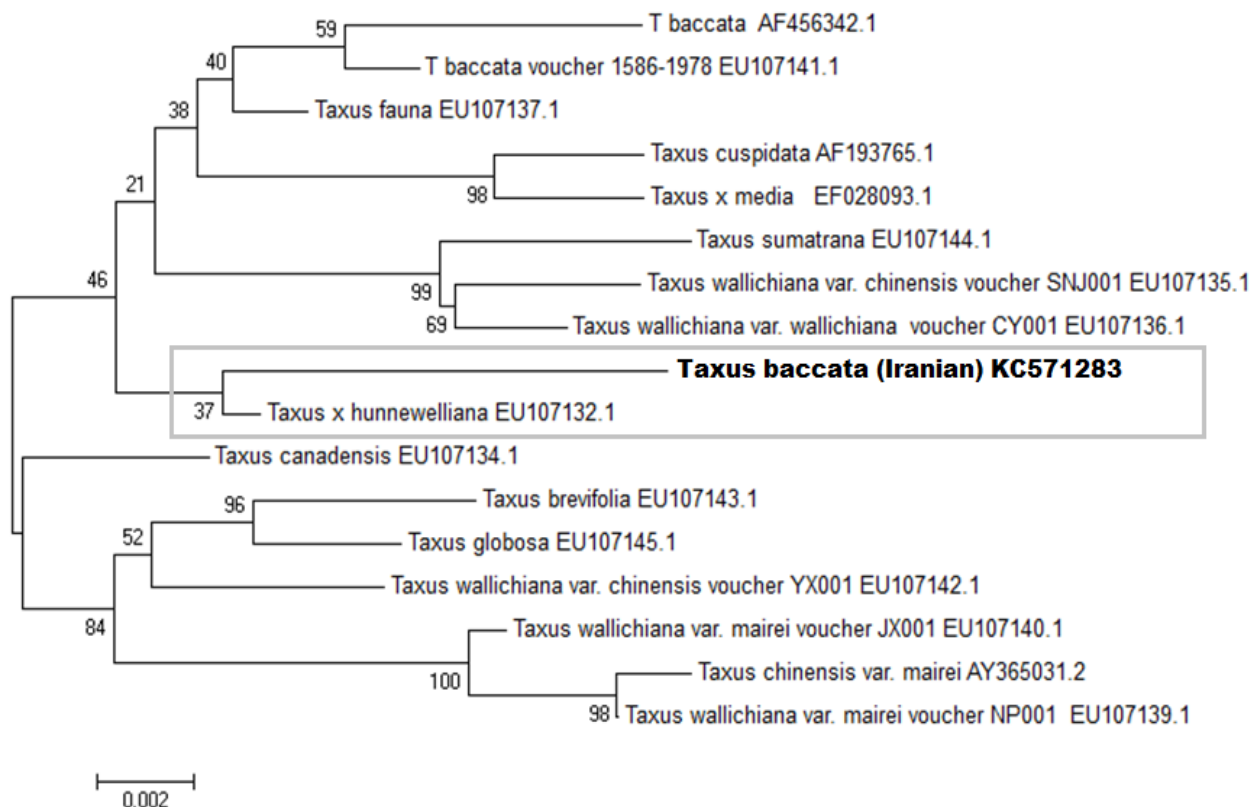 T baccata AF456342.1
59
T baccata voucher 1586-1978 EU107141.1
40
Taxus fauna EU107137.1
38
Taxus cuspidata AF193765.1
21
98
Taxus x media EF028093.1
Taxus sumatrana EU107144.1
46
Taxus wallichiana var. chinensis voucher SNJ001 EU107135.1
99
69
Taxus wallichiana var. wallichiana voucher CY001 EU107136.1
Taxus baccata (Iranian) KC571283
37
Taxus x hunnewelliana EU107132.1
Taxus canadensis EU107134.1
96
Taxus brevifolia EU107143.1
52
Taxus globosa EU107145.1
Taxus wallichiana var. chinensis voucher YX001 EU107142.1
84
Taxus wallichiana var. mairei voucher JX001 EU107140.1
100
Taxus chinensis var. mairei AY365031.2
98
Taxus wallichiana var. mairei voucher NP001 EU107139.1
0.002